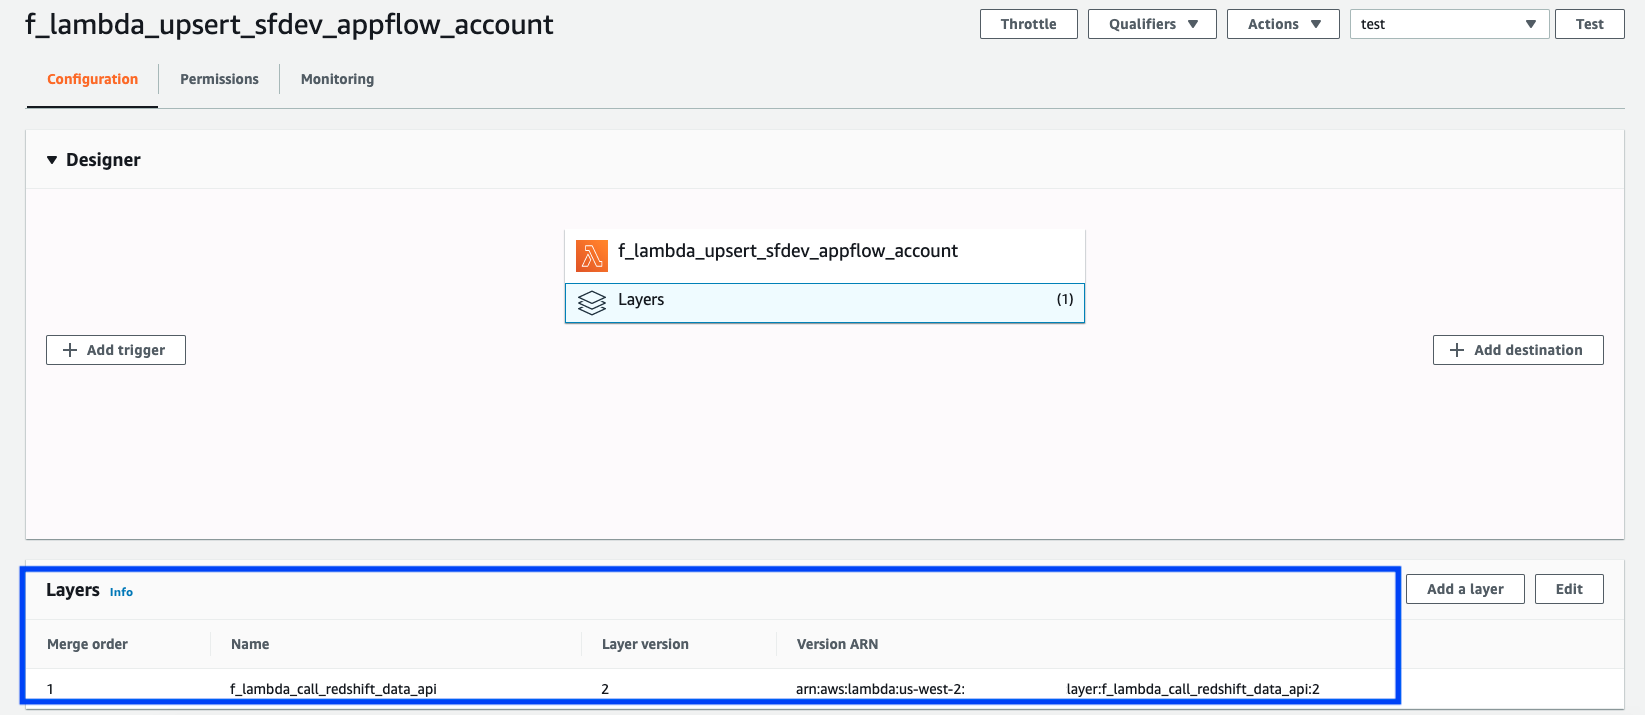 f_lambda_upsert_sfdev_appflow_account Throttle Qualifiers Actions test Test
Configuration Permissions Monitoring
Designer
f_lambda_upsert_sfdev_appflow_account
Layers (1)
Add trigger Add destination
Layers Info Add a layer Edit
Merge order Name Layer version Version ARN
1 f_lambda_call_redshift_data_api 2 arn:aws:lambda:us-west-2: layer:f_lambda_call_redshift_data_api:2